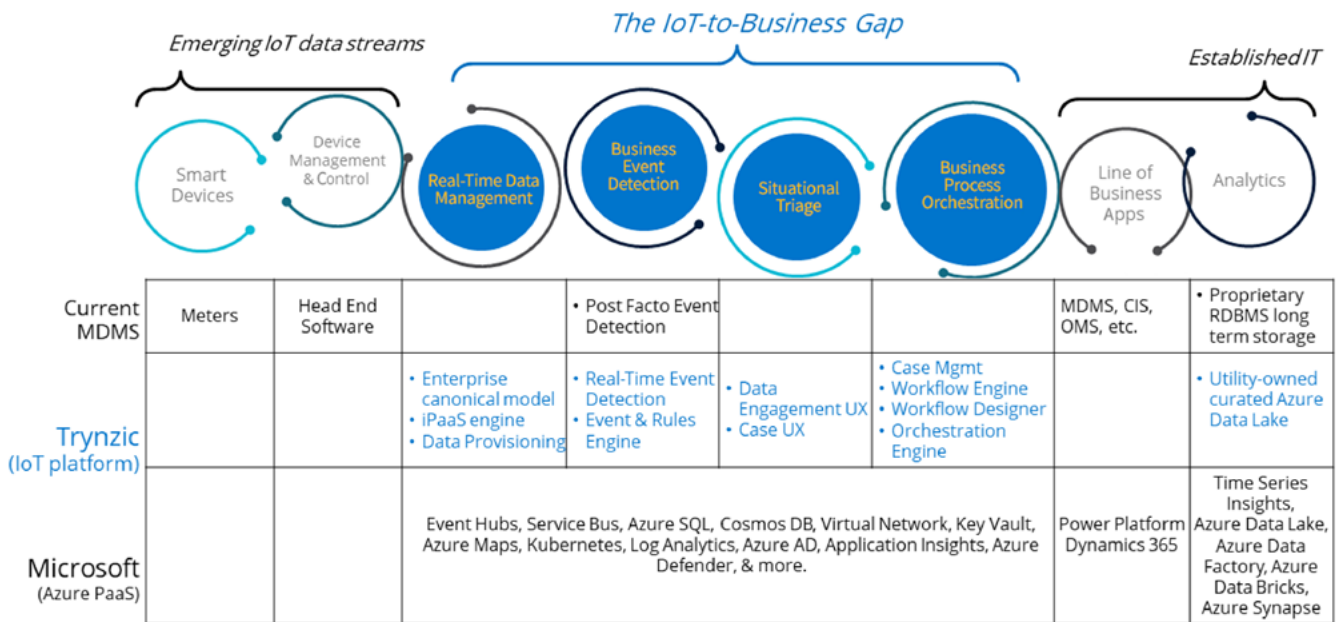 The IoT-to-Business Gap
Emerging IoT data streams
Established IT
Smart
Devices
Device
Management
& Control
Real-Time Data
Management
Business
Event
Detection
Situational
Triage
Business
Process
Orchestration
Line of
Business
Apps
Analytics
Current
MDMS
Meters
Head End
Software
• Post Facto Event
Detection
MDMS, CIS,
OMS, etc.
• Proprietary
RDBMS long
term storage
Trynzic
(IoT platform)
• Enterprise
canonical model
• iPaaS engine
• Data Provisioning
• Real-Time Event
Detection
• Event & Rules
Engine
• Data
Engagement UX
• Case UX
• Case Mgmt
• Workflow Engine
• Workflow Designer
• Orchestration
Engine
• Utility-owned
curated Azure
Data Lake
Microsoft
(Azure PaaS)
Event Hubs, Service Bus, Azure SQL, Cosmos DB, Virtual Network, Key Vault,
Azure Maps, Kubernetes, Log Analytics, Azure AD, Application Insights, Azure
Defender, & more.
Power Platform
Dynamics 365
Time Series
Insights,
Azure Data Lake,
Azure Data
Factory, Azure
Data Bricks,
Azure Synapse